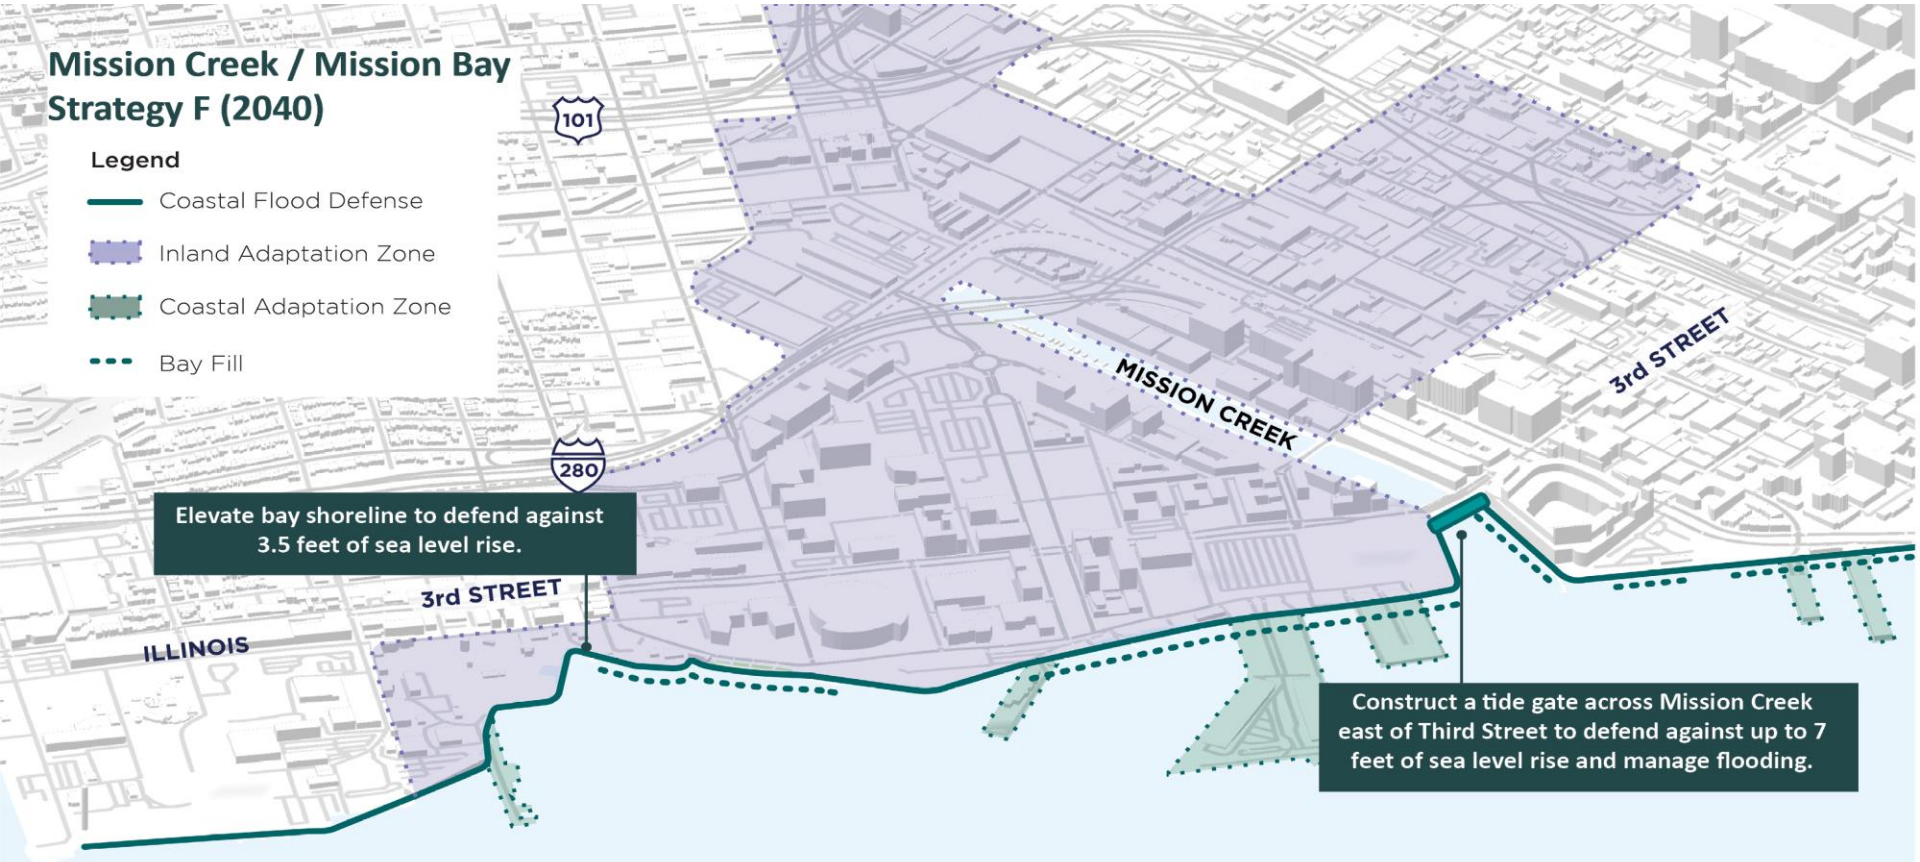 Mission Creek / Mission Bay
Strategy F (2040)
Legend
Coastal Flood Defense
Inland Adaptation Zone
Coastal Adaptation Zone
Bay Fill
101
280
MISSION CREEK
3rd STREET
Elevate bay shoreline to defend against
3.5 feet of sea level rise.
3rd STREET
ILLINOIS
Construct a tide gate across Mission Creek
east of Third Street to defend against up to 7
feet of sea level rise and manage flooding.